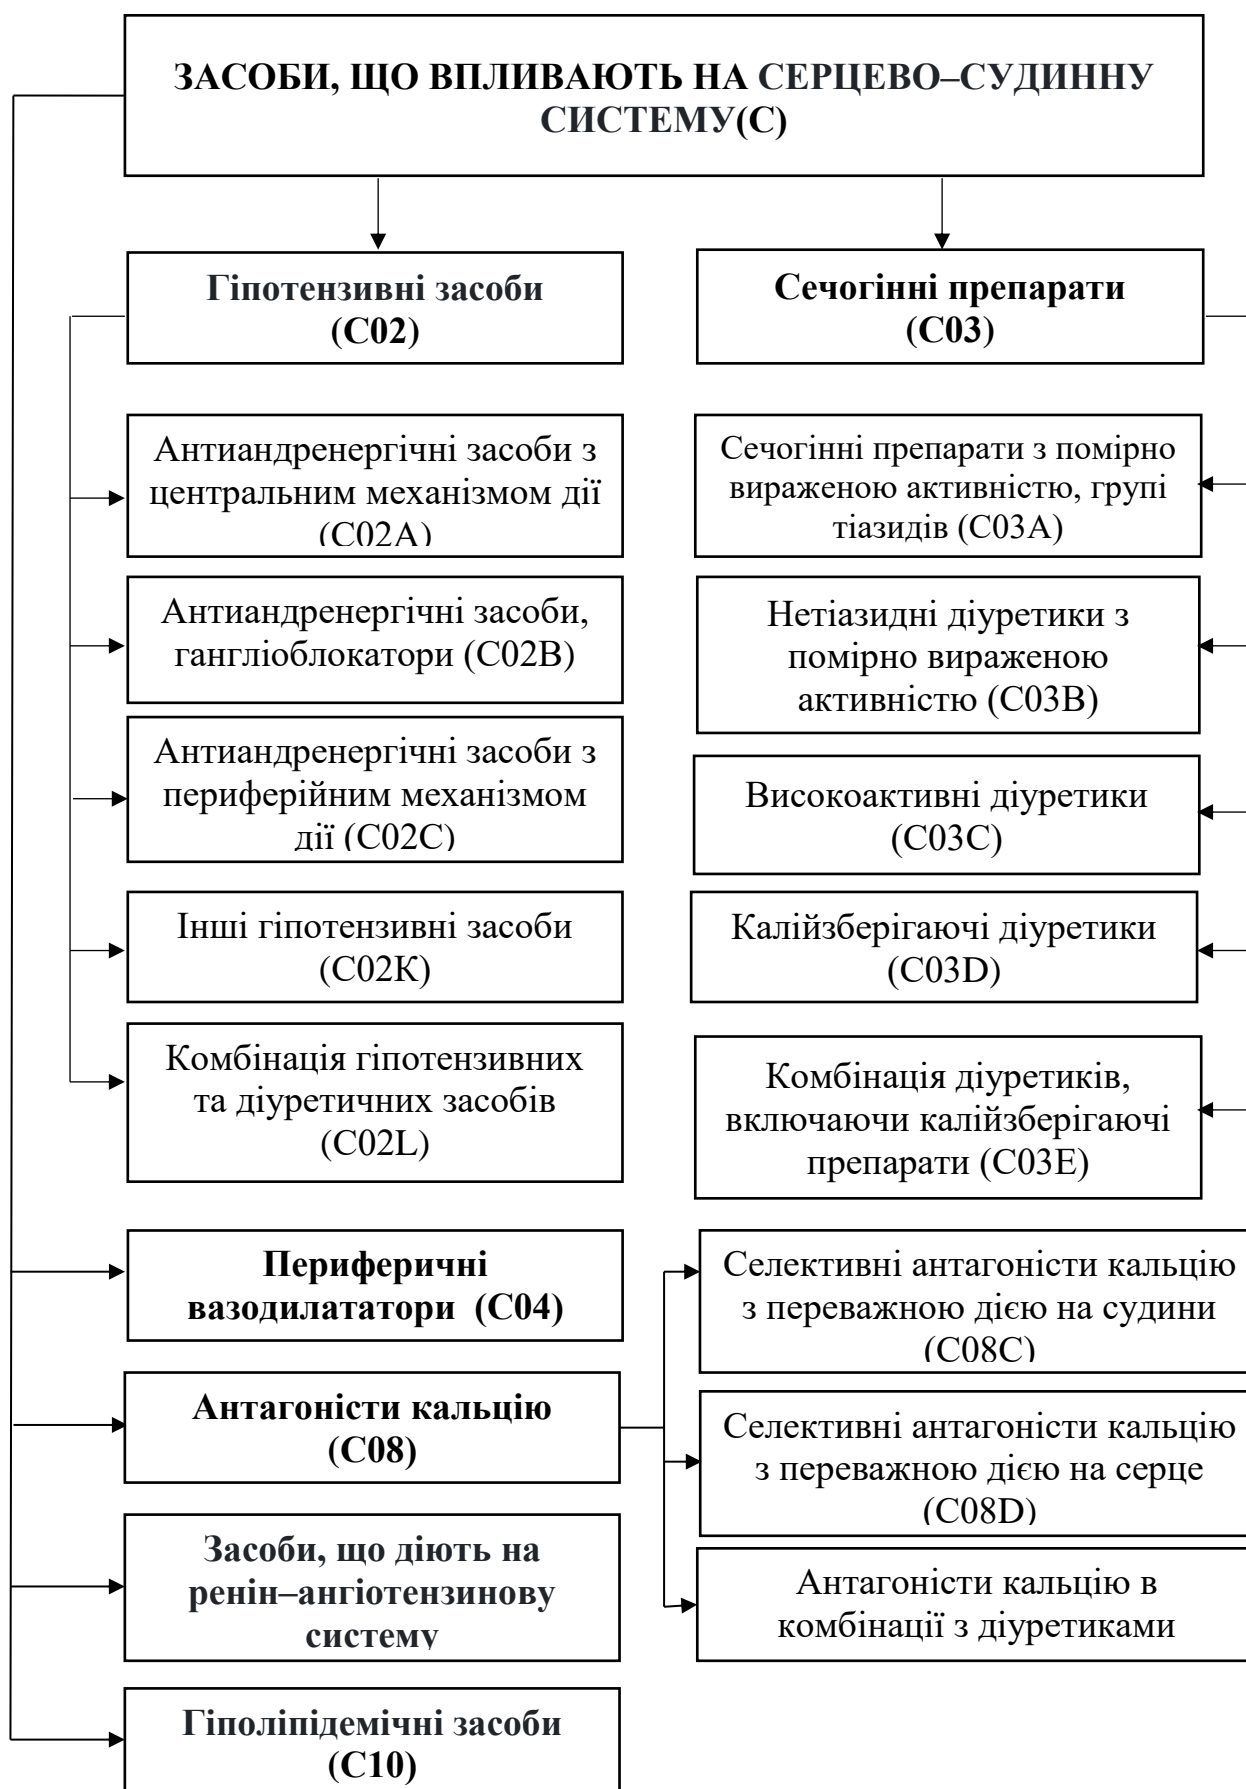 ЗАСОБИ, ЩО ВПЛИВАЮТЬ НА СЕРЦЕВО–СУДИННУ
СИСТЕМУ(С)
Гіпотензивні засоби
(С02)
Сечогінні препарати
(С03)
Антиандренергічні засоби з
центральним механізмом дії
(С02А)
Сечогінні препарати з помірно
вираженою активністю, групі
тіазидів (С03А)
Антиандренергічні засоби,
гангліоблокатори (С02В)
Нетіазидні діуретики з
помірно вираженою
активністю (С03В)
Антиандренергічні засоби з
периферійним механізмом
дії (С02С)
Високоактивні діуретики
(С03С)
Інші гіпотензивні засоби
(С02К)
Калійзберігаючі діуретики
(С03D)
Комбінація гіпотензивних
та діуретичних засобів
(С02L)
Комбінація діуретиків,
включаючи калійзберігаючі
препарати (С03Е)
Периферичні
вазодилататори (С04)
Селективні антагоністи кальцію
з переважною дією на судини
(С08С)
Антагоністи кальцію
(С08)
Селективні антагоністи кальцію
з переважною дією на серце
(С08D)
Засоби, що діють на
ренін–ангіотензинову
систему
Антагоністи кальцію в
комбінації з діуретиками
Гіполіпідемічні засоби
(С10)